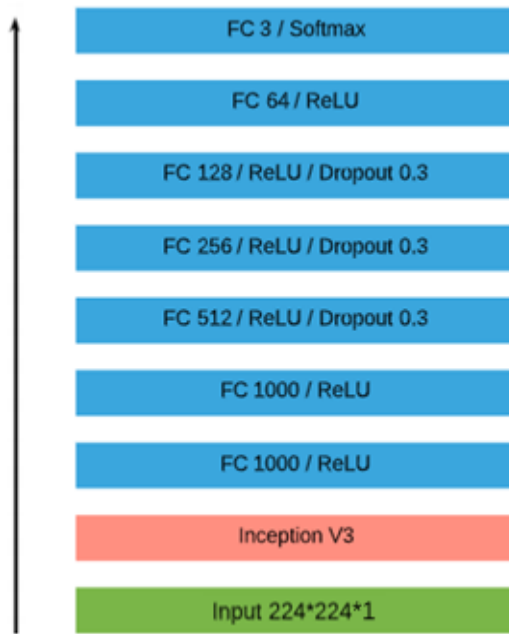 FC 3 / Softmax
FC 64 / ReLU
FC 128 / ReLU / Dropout 0.3
FC 256 / ReLU / Dropout 0.3
FC 512 / ReLU / Dropout 0.3
FC 1000 / ReLU
FC 1000 / ReLU
Inception V3
Input 224*224*1